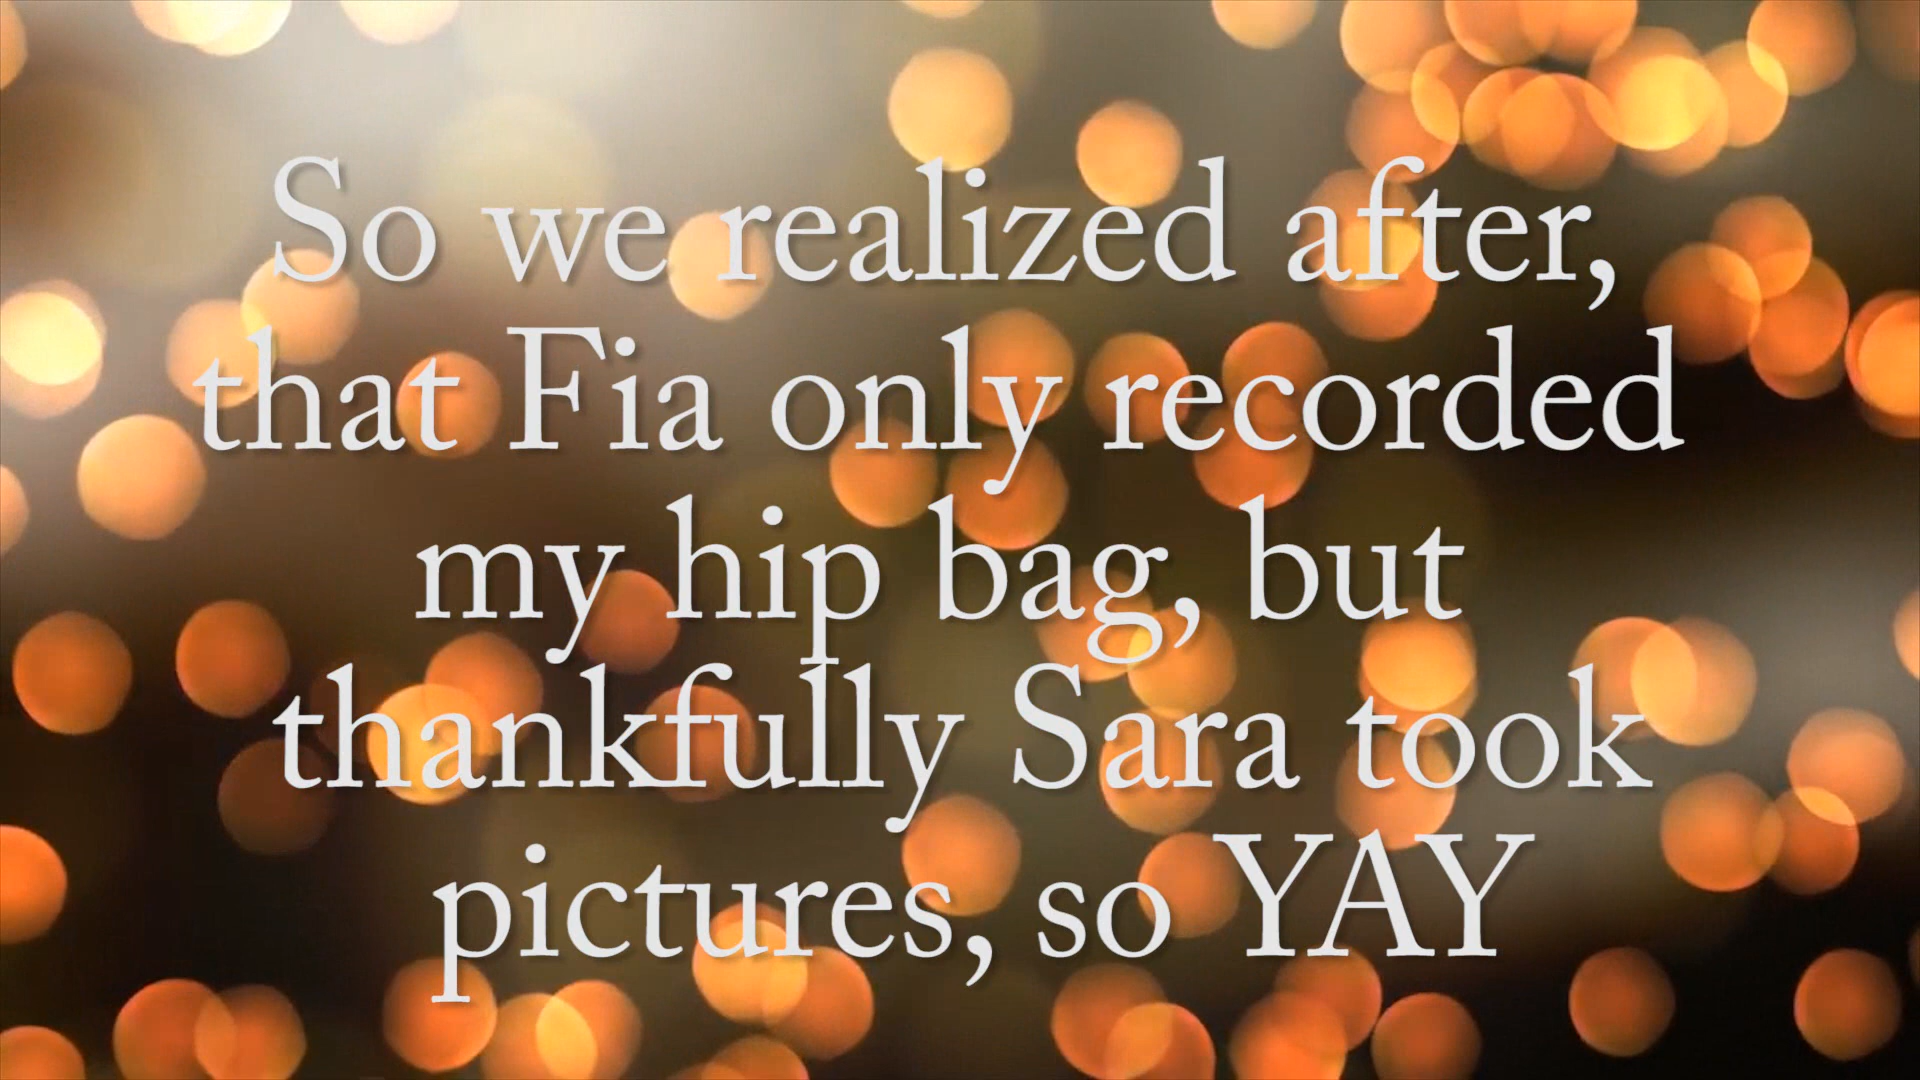 So we realized after,
that Fia only recorded
my hip bag, but
thankfully Sara took
pictures, so YAY